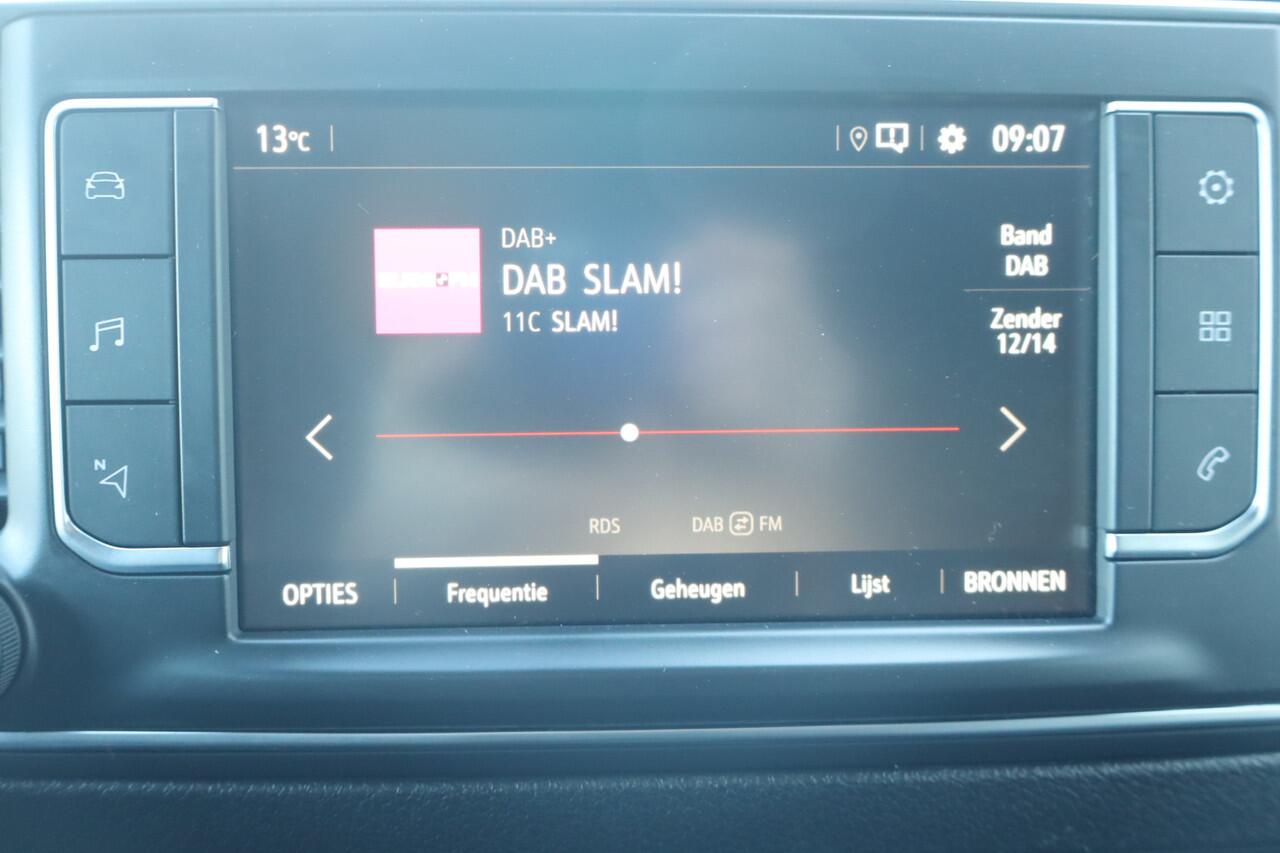 13°C
09:07
DAB+
DAB SLAM!
11C SLAM!
Band
DAB
Zender
12/14
N
RDS
DAB FM
OPTIES
Frequentie
Geheugen
Lijst
BRONNEN